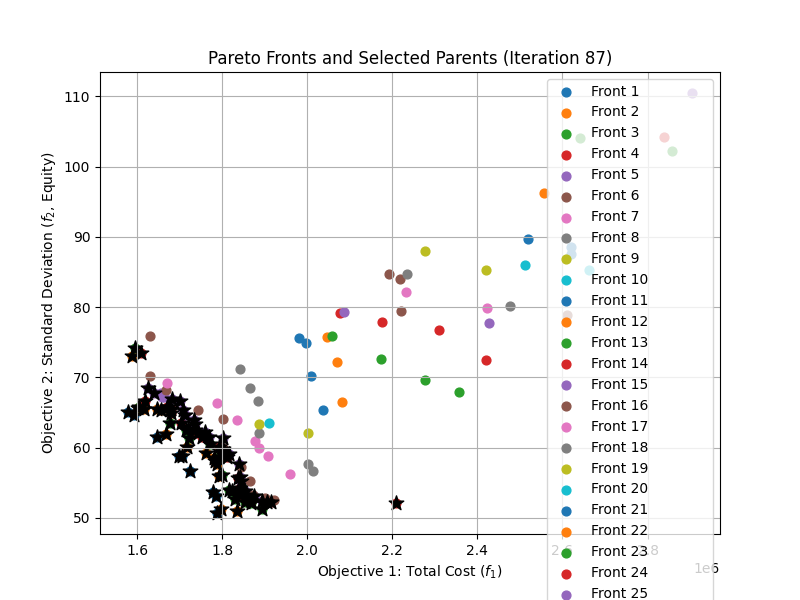 Pareto Fronts and Selected Parents (Iteration 87)
Objective 2: Standard Deviation (f₂, Equity)
110
100
90
80
70
60
50
1.6
1.8
2.0
2.2
2.4
2.6
2.8
1e6
Objective 1: Total Cost (f₁)
Front 1
Front 2
Front 3
Front 4
Front 5
Front 6
Front 7
Front 8
Front 9
Front 10
Front 11
Front 12
Front 13
Front 14
Front 15
Front 16
Front 17
Front 18
Front 19
Front 20
Front 21
Front 22
Front 23
Front 24
Front 25